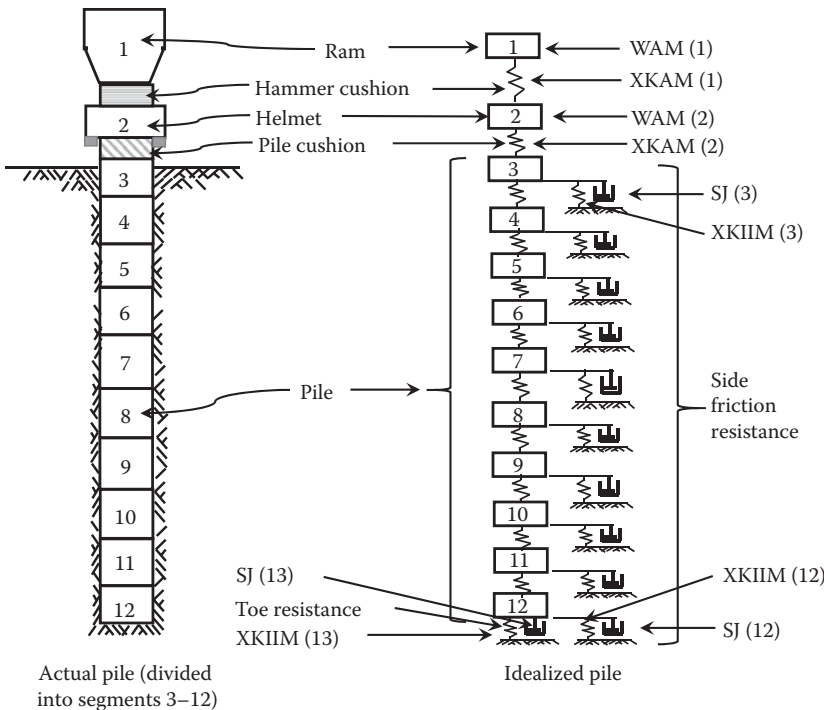 1
Ram
1
WAM (1)
Hammer cushion
XKAM (1)
2
Helmet
2
WAM (2)
Pile cushion
XKAM (2)
3
3
SJ (3)
4
4
XKIIM (3)
5
5
6
6
7
7
Pile
Side
friction
resistance
8
8
9
9
10
10
11
11
SJ (13)
XKIIM (12)
12
12
Toe resistance
XKIIM (13)
SJ (12)
Actual pile (divided
into segments 3–12)
Idealized pile